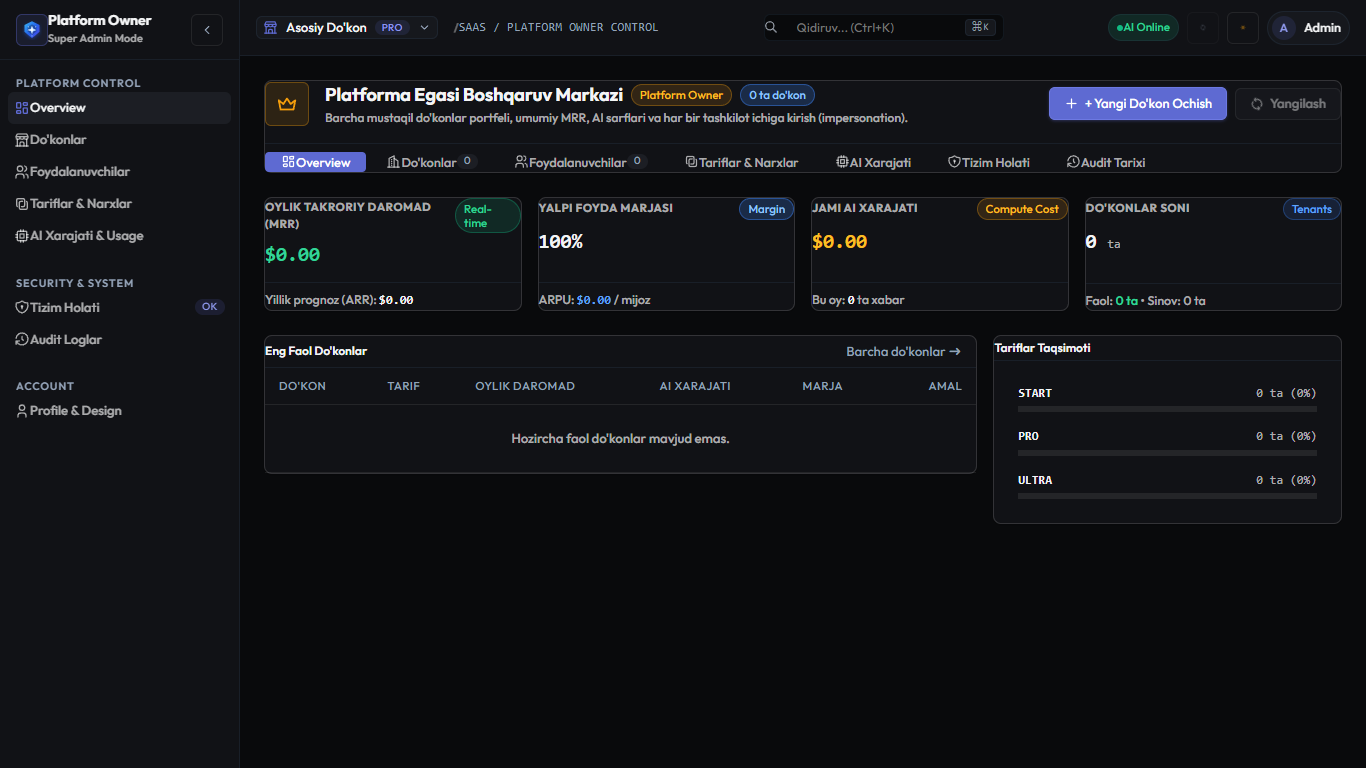 Platform Owner
Super Admin Mode
PLATFORM CONTROL
Overview
Do'konlar
Foydalanuvchilar
Tariflar & Narxlar
AI Xarajati & Usage
SECURITY & SYSTEM
Tizim Holati OK
Audit Loglar
ACCOUNT
Profile & Design
Asosiy Do'kon PRO /SAAS / PLATFORM OWNER CONTROL Qidiruv... (Ctrl+K) ⌘K AI Online A Admin
Platforma Egasi Boshqaruv Markazi Platform Owner 0 ta do'kon
Barcha mustaqil do'konlar portfeli, umumiy MRR, AI sarflari va har bir tashkilot ichiga kirish (impersonation).
+ + Yangi Do'kon Ochish Yangilash
Overview Do'konlar 0 Foydalanuvchilar 0 Tariflar & Narxlar AI Xarajati Tizim Holati Audit Tarixi
OYLIK TAKRORIY DAROMAD
(MRR)
Real-
time
$0.00
Yillik prognoz (ARR): $0.00
YALPI FOYDA MARJASI Margin
100%
ARPU: $0.00 / mijoz
JAMI AI XARAJATI Compute Cost
$0.00
Bu oy: 0 ta xabar
DO'KONLAR SONI Tenants
0 ta
Faol: 0 ta • Sinov: 0 ta
Eng Faol Do'konlar Barcha do'konlar →
DO'KON TARIF OYLIK DAROMAD AI XARAJATI MARJA AMAL
Hozircha faol do'konlar mavjud emas.
Tariflar Taqsimoti
START 0 ta (0%)
PRO 0 ta (0%)
ULTRA 0 ta (0%)